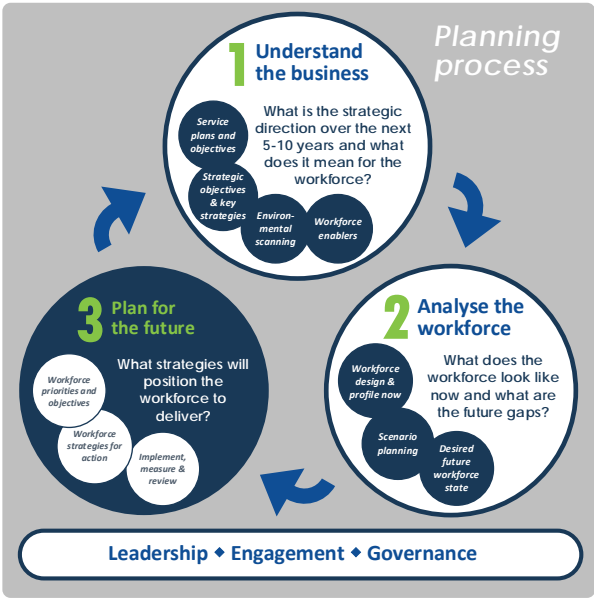 Planning
process
1
Understand
the business
What is the strategic
direction over the next
5-10 years and what
does it mean for the
workforce?
Service
plans and
objectives
Strategic
objectives
& key
strategies
Environ-
mental
scanning
Workforce
enablers
2
Analyse the
workforce
What does the
workforce look like
now and what are
the future gaps?
Workforce
design &
profile now
Scenario
planning
Desired
future
workforce
state
3
Plan for
the future
What strategies will
position the
workforce to
deliver?
Workforce
priorities and
objectives
Workforce
strategies for
action
Implement,
measure &
review
Leadership ◆ Engagement ◆ Governance